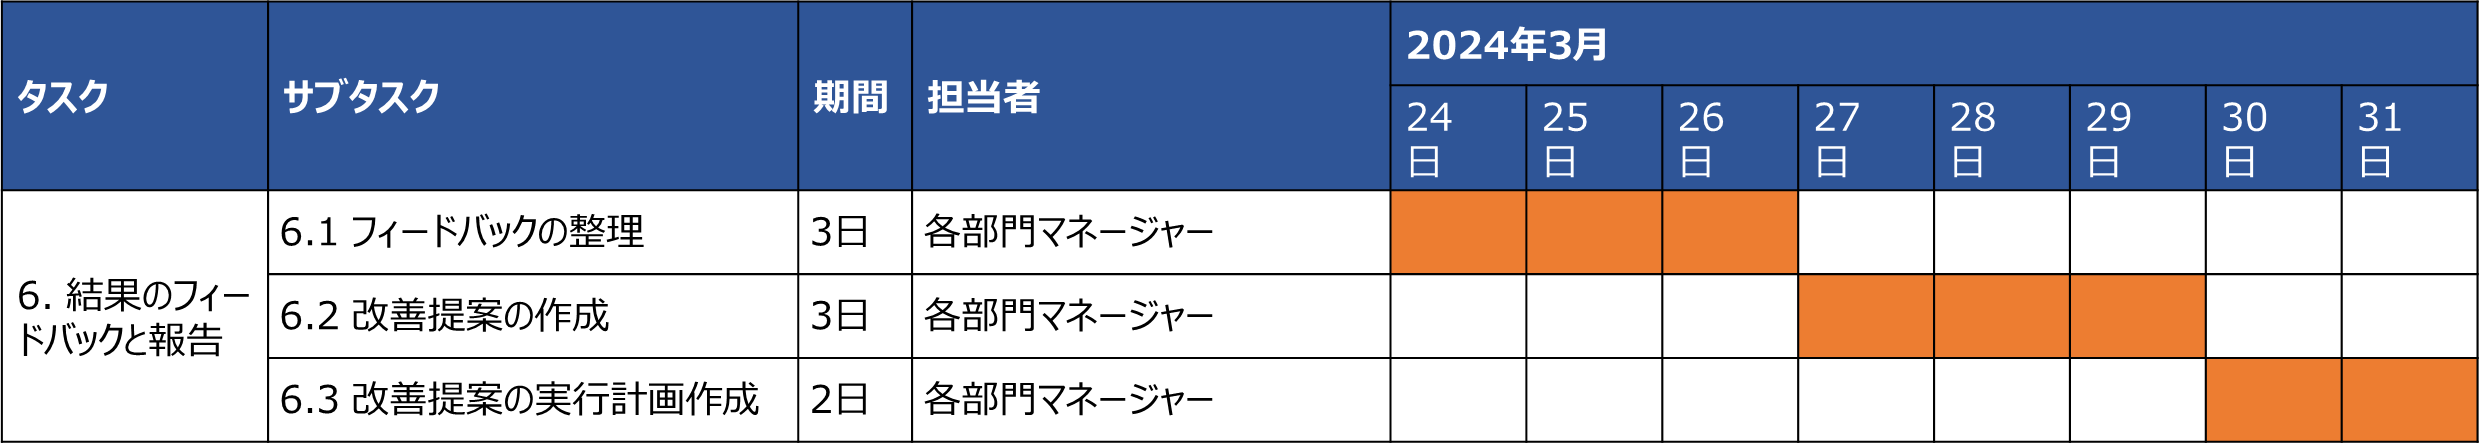 タスク
サブタスク
期間
担当者
2024年3月
24
日
25
日
26
日
27
日
28
日
29
日
30
日
31
日
6. 結果のフィー
ドバックと報告
6.1 フィードバックの整理
3日
各部門マネージャー
6.2 改善提案の作成
3日
各部門マネージャー
6.3 改善提案の実行計画作成
2日
各部門マネージャー